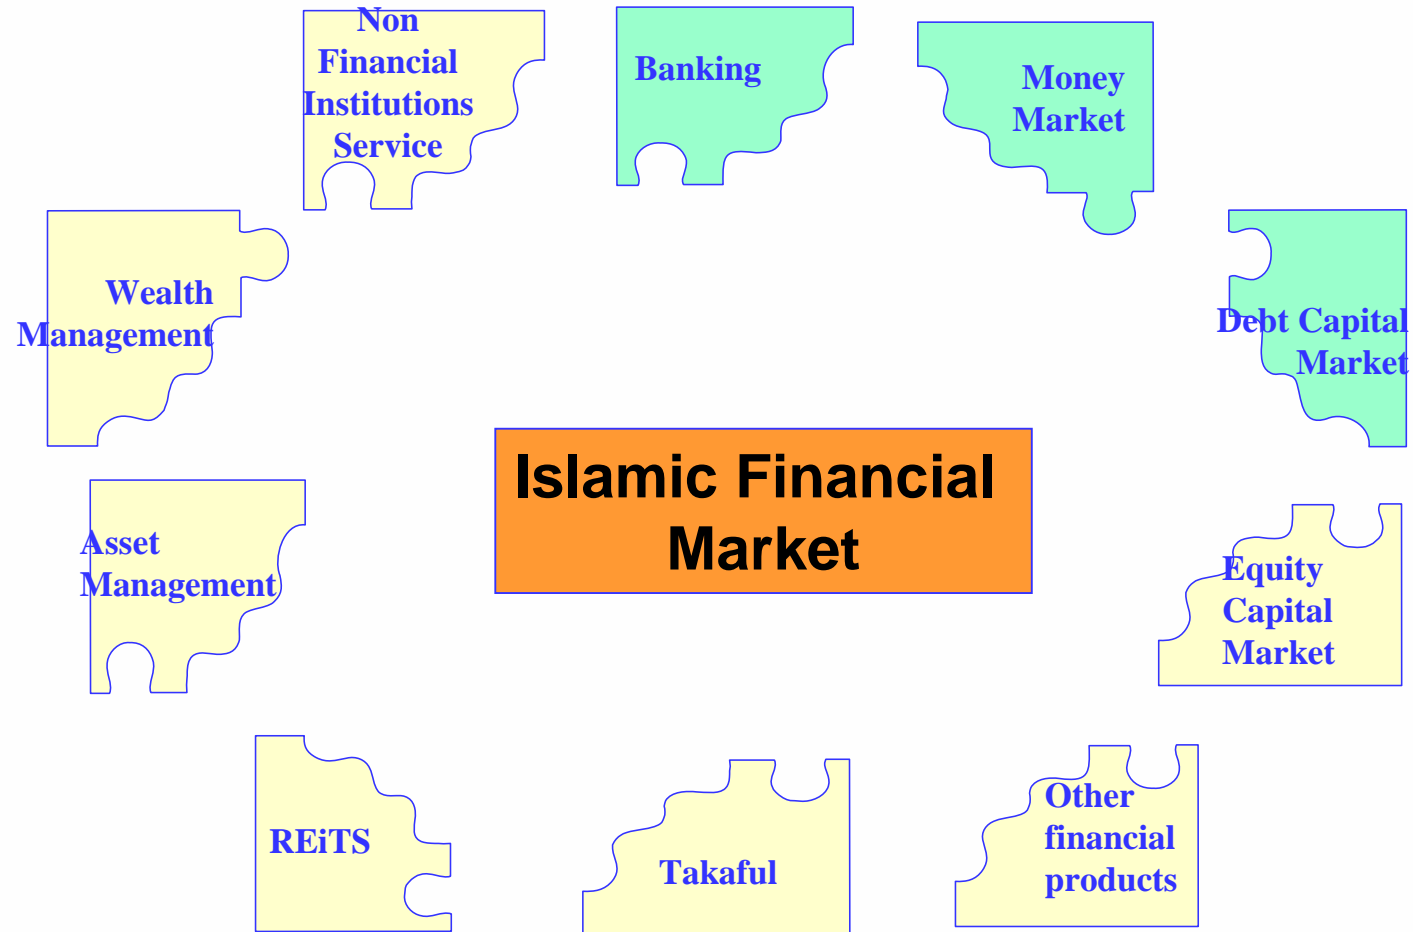 Non
Financial
Institutions
Service
Banking
Money
Market
Wealth
Management
Debt Capital
Market
Islamic Financial
Market
Asset
Management
Equity
Capital
Market
REiTS
Takaful
Other
financial
products